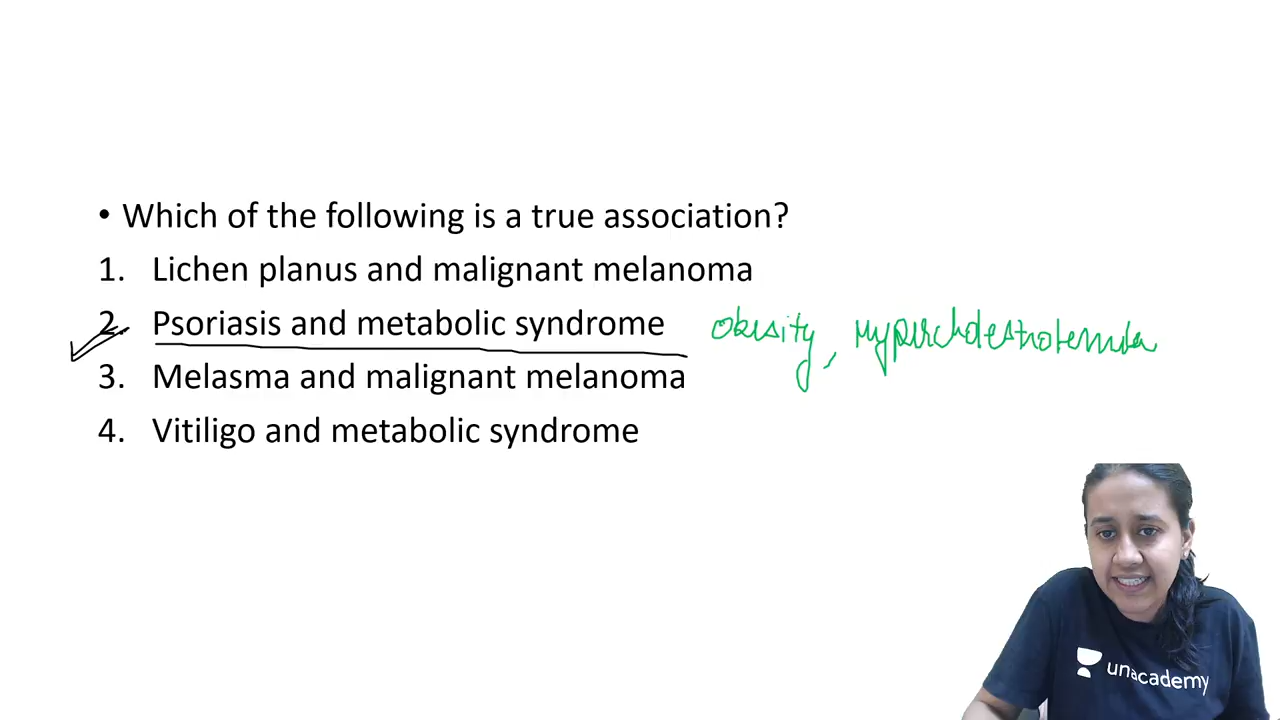 • Which of the following is a true association?
1. Lichen planus and malignant melanoma
2. Psoriasis and metabolic syndrome obesity, hypercholestrolemia
3. Melasma and malignant melanoma
4. Vitiligo and metabolic syndrome
unacademy